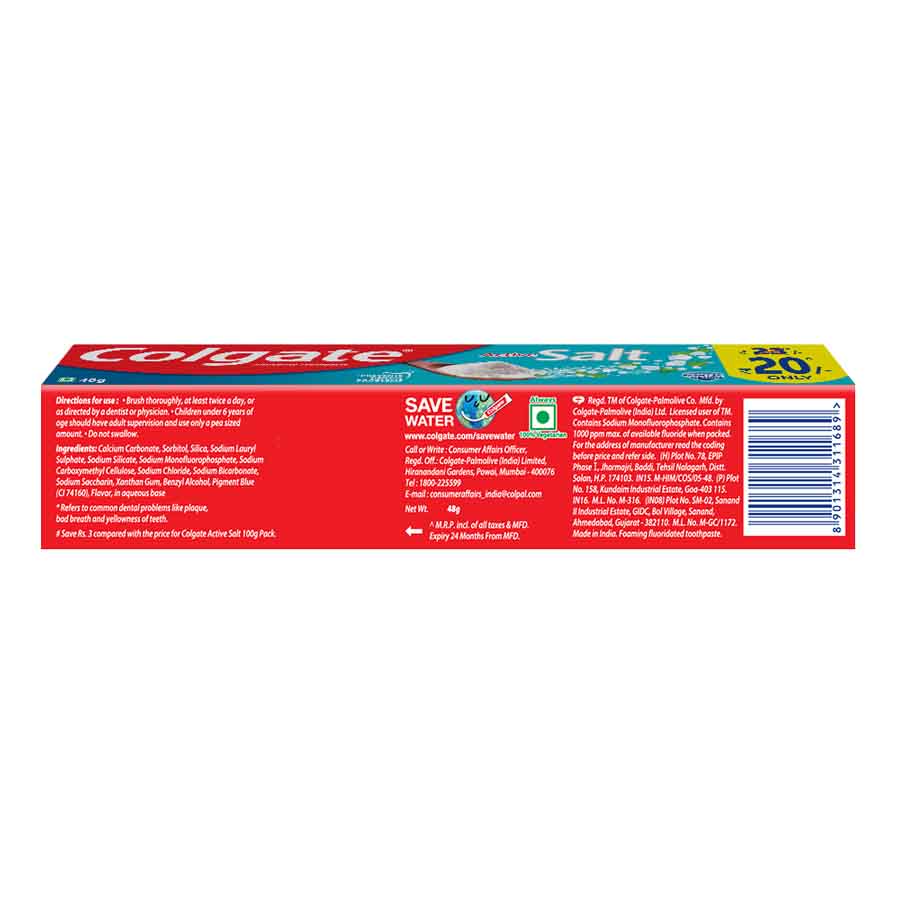 Colgate
Active Salt
23/-
20/-
ONLY
48g
Directions for use : • Brush thoroughly, at least twice a day, or
as directed by a dentist or physician. • Children under 6 years of
age should have adult supervision and use only a pea sized
amount. • Do not swallow.
Ingredients: Calcium Carbonate, Sorbitol, Silica, Sodium Lauryl
Sulphate, Sodium Silicate, Sodium Monofluorophosphate, Sodium
Carboxymethyl Cellulose, Sodium Chloride, Sodium Bicarbonate,
Sodium Saccharin, Xanthan Gum, Benzyl Alcohol, Pigment Blue
(CI 74160), Flavor, in aqueous base
* Refers to common dental problems like plaque,
bad breath and yellowness of teeth.
# Save Rs. 3 compared with the price for Colgate Active Salt 100g Pack.
SAVE
WATER
www.colgate.com/savewater
Always
100% Vegetarian
Call or Write : Consumer Affairs Officer,
Regd. Off.: Colgate-Palmolive (India) Limited,
Hiranandani Gardens, Powai, Mumbai - 400076
Tel : 1800-225599
E-mail : consumeraffairs_india@colpal.com
Net Wt. 48g
^ M.R.P. incl. of all taxes & MFD.
Expiry 24 Months From MFD.
Regd. TM of Colgate-Palmolive Co. Mfd. by
Colgate-Palmolive (India) Ltd. Licensed user of TM.
Contains Sodium Monofluorophosphate. Contains
1000 ppm max. of available fluoride when packed.
For the address of manufacturer read the coding
before price and refer side. (H) Plot No. 78, EPIP
Phase I, Jharmajri, Baddi, Tehsil Nalagarh, Distt.
Solan, H.P. 174103. IN15. M-HIM/COS/05-48. (P) Plot
No. 158, Kundaim Industrial Estate, Goa-403 115.
IN16. M.L. No. M-316. (IN08) Plot No. SM-02, Sanand
II Industrial Estate, GIDC, Bol Village, Sanand,
Ahmedabad, Gujarat - 382110. M.L. No. M-GC/1172.
Made in India. Foaming fluoridated toothpaste.
8901314311689